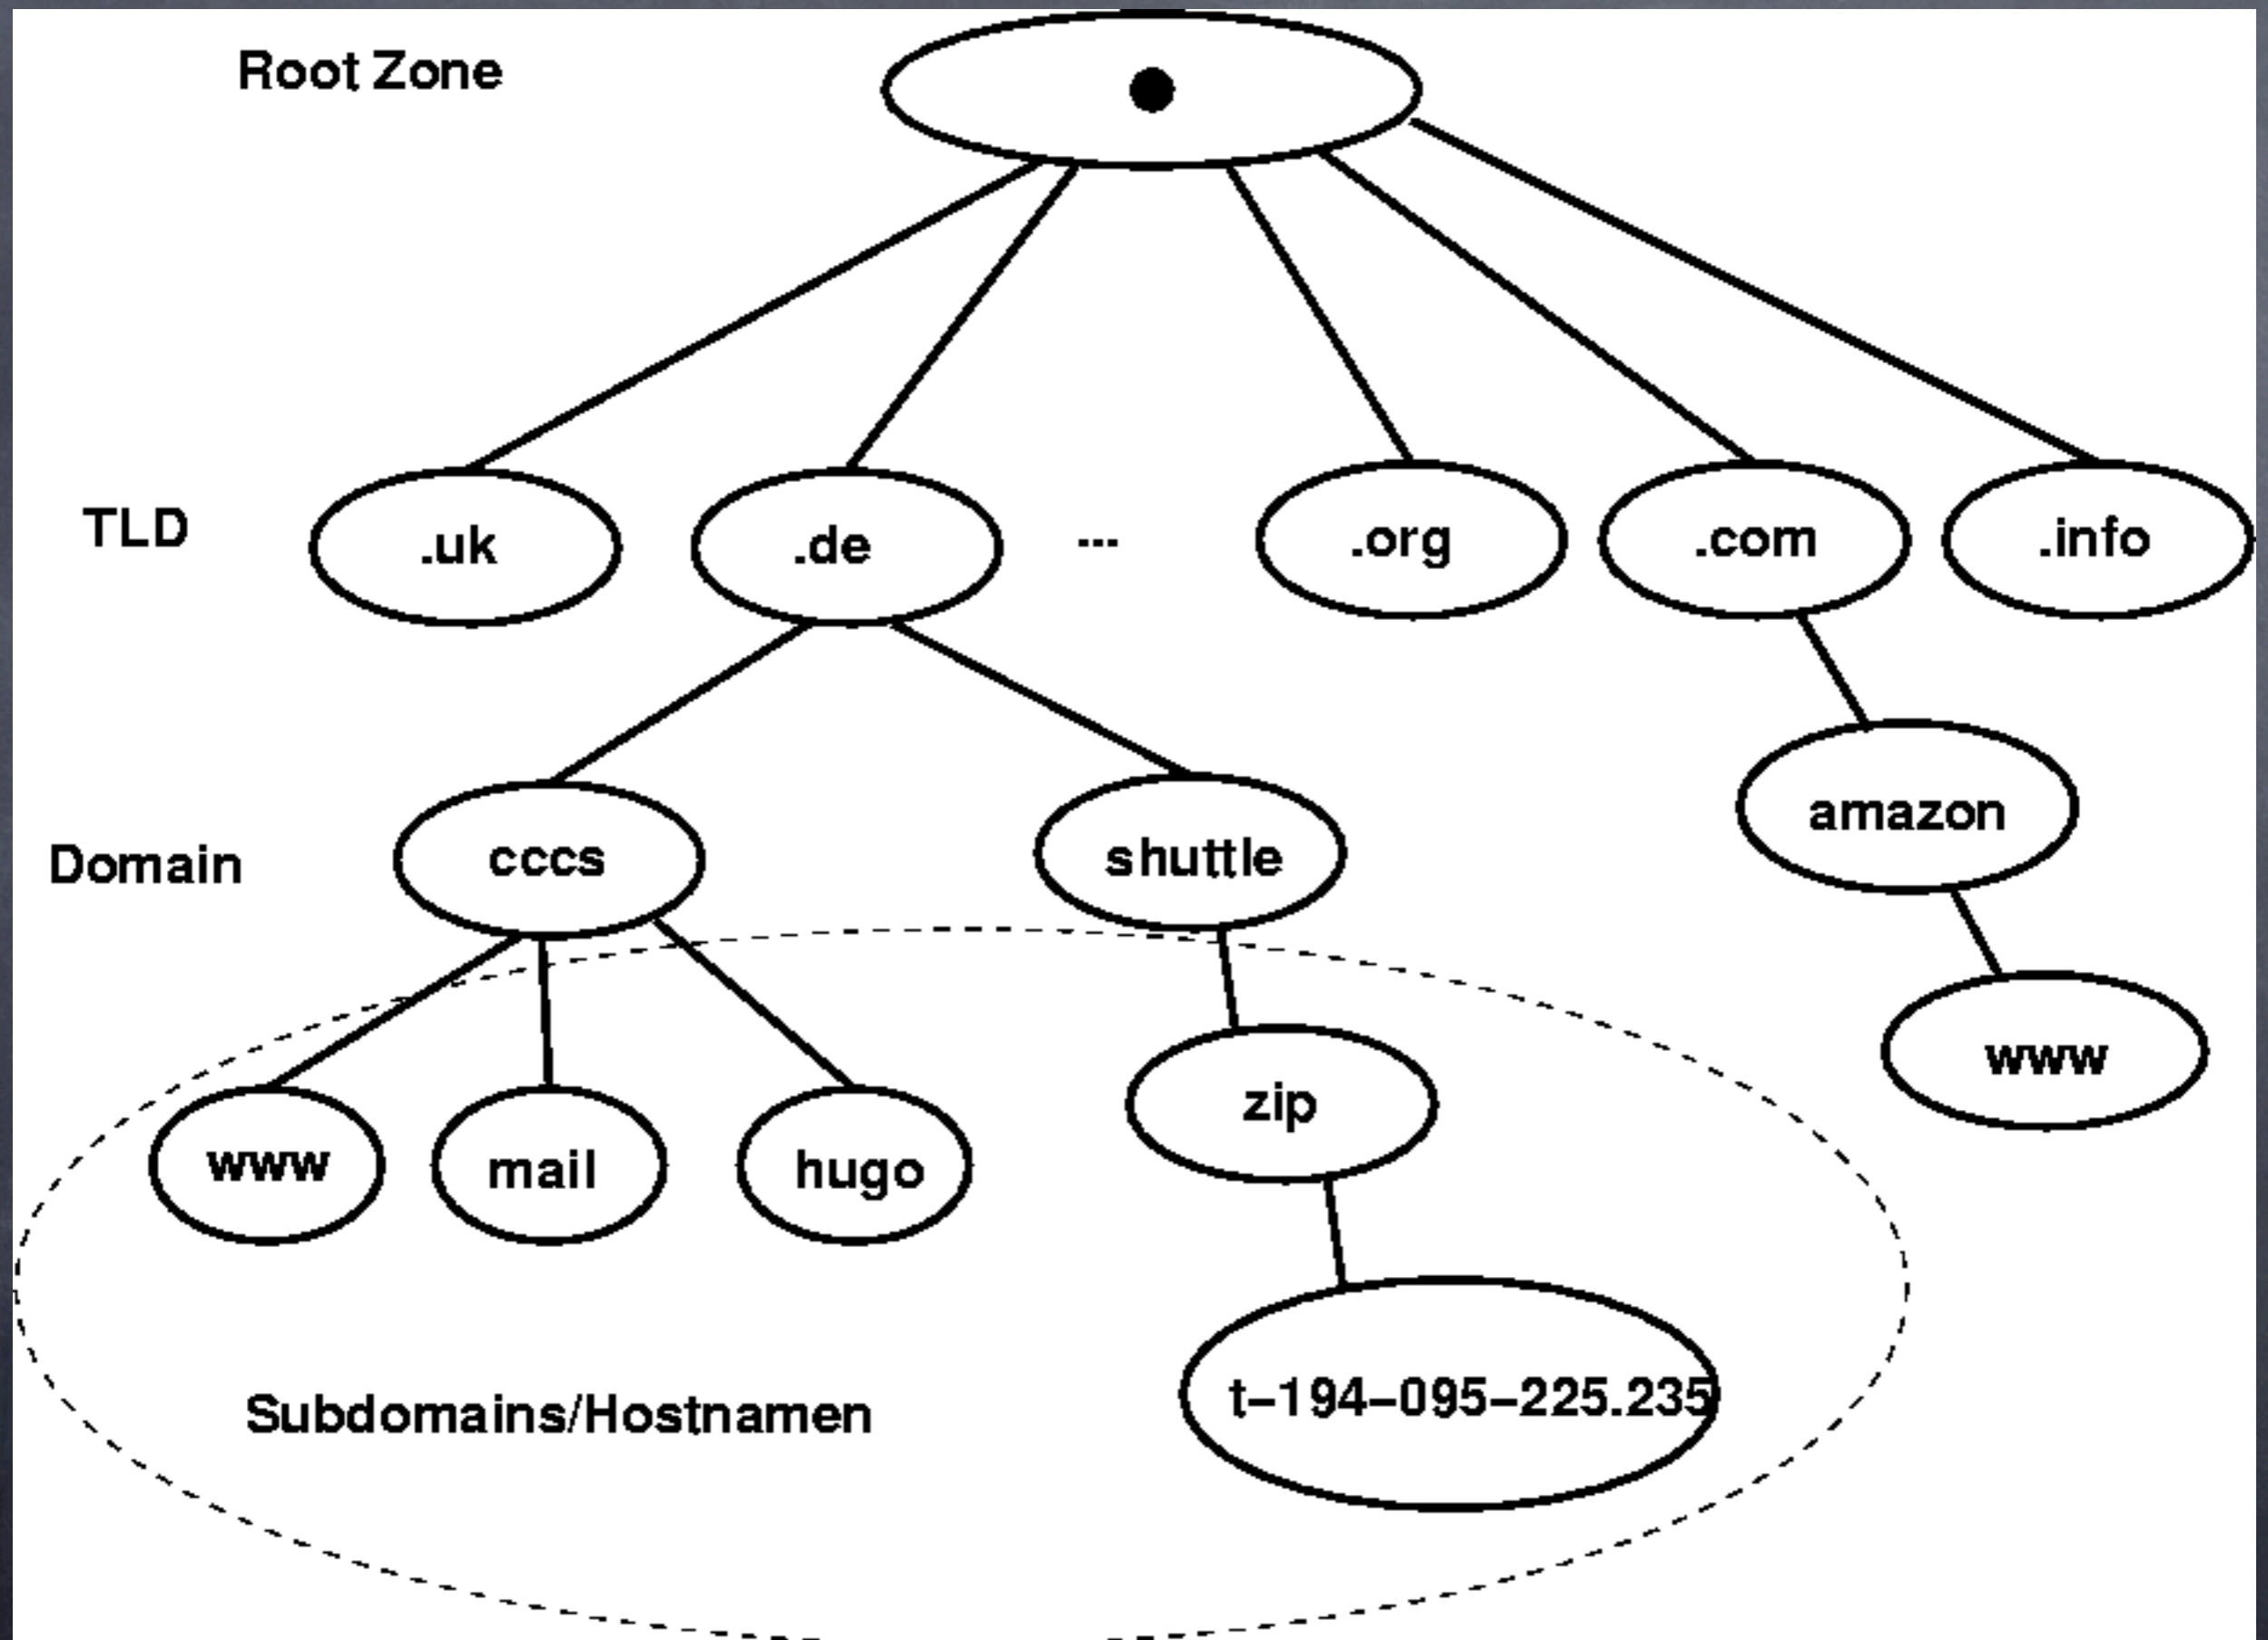 Root Zone
TLD
.uk
.de
...
.org
.com
.info
Domain
cccs
shuttle
amazon
www
mail
hugo
zip
www
Subdomains/Hostnamen
t-194-095-225.235